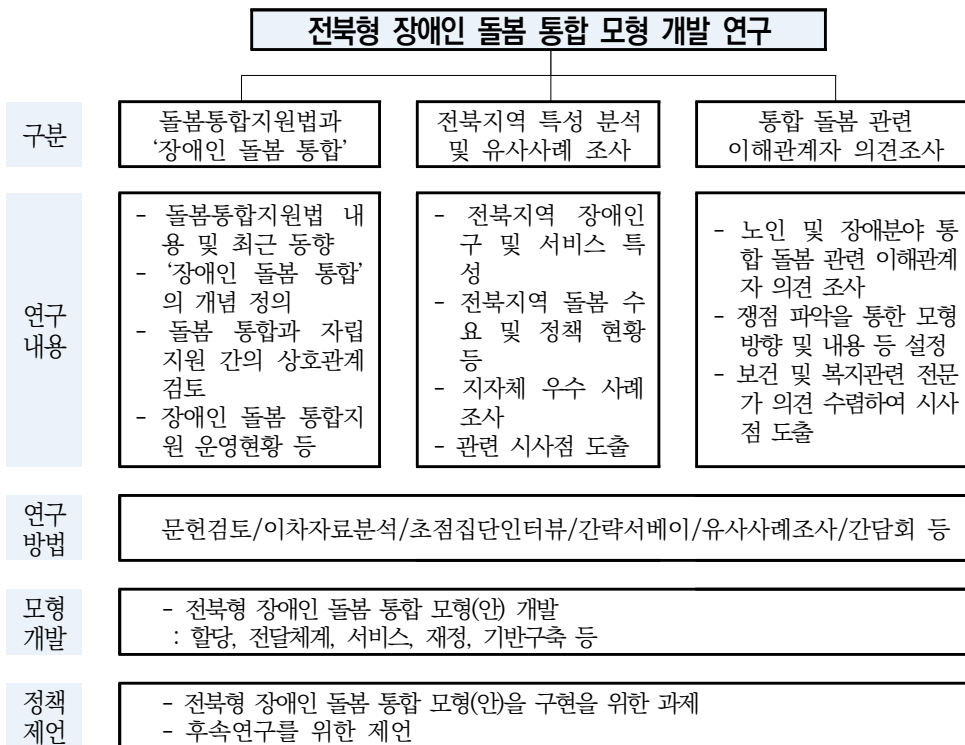 전북형 장애인 돌봄 통합 모형 개발 연구
구분
돌봄통합지원법과
‘장애인 돌봄 통합’
전북지역 특성 분석
및 유사사례 조사
통합 돌봄 관련
이해관계자 의견조사
연구
내용
- 돌봄통합지원법 내
용 및 최근 동향
- ‘장애인 돌봄 통합’
의 개념 정의
- 돌봄 통합과 자립
지원 간의 상호관계
검토
- 장애인 돌봄 통합지
원 운영현황 등
- 전북지역 장애인
구 및 서비스 특
성
- 전북지역 돌봄 수
요 및 정책 현황
등
- 지자체 우수 사례
조사
- 관련 시사점 도출
- 노인 및 장애분야 통
합 돌봄 관련 이해관계
자 의견 조사
- 쟁점 파악을 통한 모형
방향 및 내용 등 설정
- 보건 및 복지관련 전문
가 의견 수렴하여 시사
점 도출
연구
방법
문헌검토/이차자료분석/초점집단인터뷰/간략서베이/유사사례조사/간담회 등
모형
개발
- 전북형 장애인 돌봄 통합 모형(안) 개발
: 할당, 전달체계, 서비스, 재정, 기반구축 등
정책
제언
- 전북형 장애인 돌봄 통합 모형(안)을 구현을 위한 과제
- 후속연구를 위한 제언